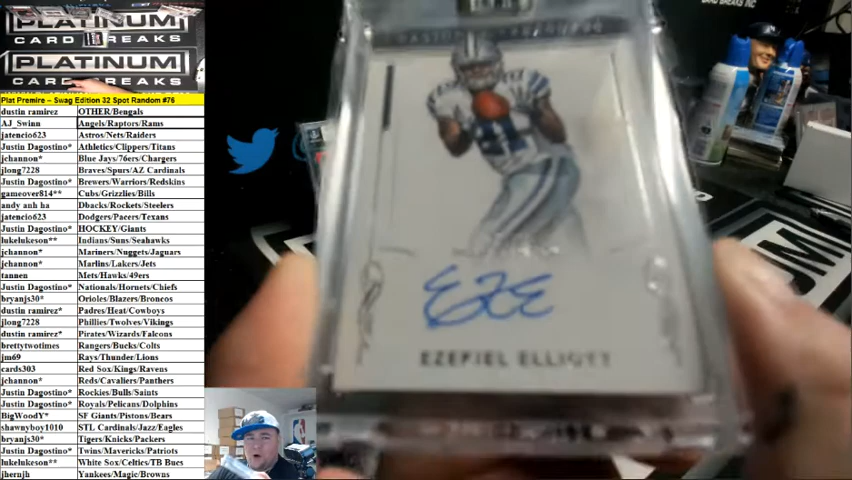 PLATINUM
CARD BREAKS
PLATINUM
CARD BREAKS
Plat Premire – Swag Edition 32 Spot Random #76
dustin ramirez OTHER/Bengals
AJ_Swinn Angels/Raptors/Rams
jatencio623 Astros/Nets/Raiders
Justin Dagostino* Athletics/Clippers/Titans
jchannon* Blue Jays/76ers/Chargers
jlong7228 Braves/Spurs/AZ Cardinals
Justin Dagostino* Brewers/Warriors/Redskins
gameover814** Cubs/Grizzlies/Bills
andy anh ha Dbacks/Rockets/Steelers
jatencio623 Dodgers/Pacers/Texans
Justin Dagostino* HOCKEY/Giants
lukelukeson** Indians/Suns/Seahawks
jchannon* Mariners/Nuggets/Jaguars
jchannon* Marlins/Lakers/Jets
tannen Mets/Hawks/49ers
Justin Dagostino* Nationals/Hornets/Chiefs
bryanjs30* Orioles/Blazers/Broncos
dustin ramirez* Padres/Heat/Cowboys
jlong7228 Phillies/Twolves/Vikings
dustin ramirez* Pirates/Wizards/Falcons
brettytwotimes Rangers/Bucks/Colts
jm69 Rays/Thunder/Lions
cards303 Red Sox/Kings/Ravens
jchannon* Reds/Cavaliers/Panthers
Justin Dagostino* Rockies/Bulls/Saints
Justin Dagostino* Royals/Pelicans/Dolphins
BigWoodY* SF Giants/Pistons/Bears
shawnyboy1010 STL Cardinals/Jazz/Eagles
bryanjs30* Tigers/Knicks/Packers
Justin Dagostino* Twins/Mavericks/Patriots
lukelukeson** White Sox/Celtics/TB Bucs
jhernjh Yankees/Magic/Browns
21
EZEKIEL ELLIOTT